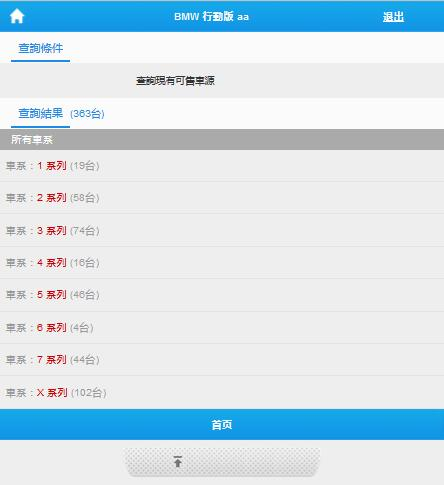 BMW 行動版 aa
退出
查詢條件
查詢現有可售車源
查詢結果 (363台)
所有車系
車系：1 系列 (19台)
車系：2 系列 (58台)
車系：3 系列 (74台)
車系：4 系列 (16台)
車系：5 系列 (46台)
車系：6 系列 (4台)
車系：7 系列 (44台)
車系：X 系列 (102台)
首页